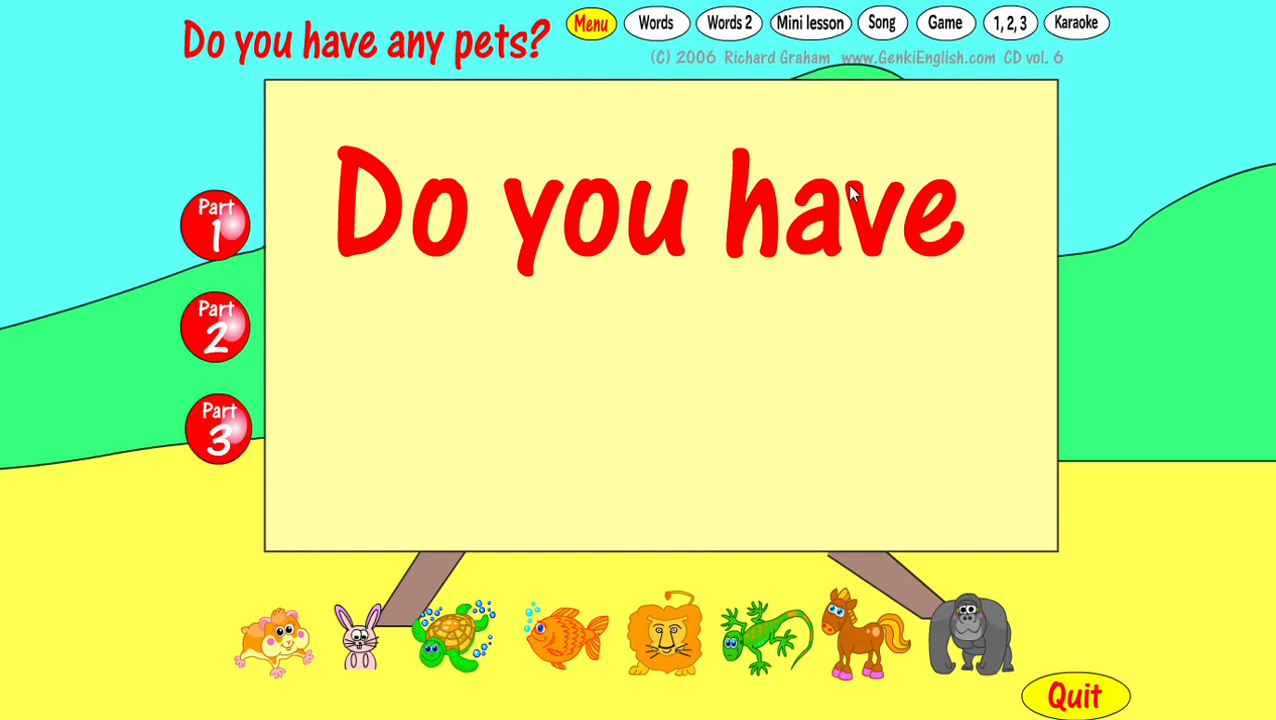 Do you have any pets?
Menu
Words
Words 2
Mini lesson
Song
Game
1, 2, 3
Karaoke
(C) 2006 Richard Graham www.GenkiEnglish.com CD vol. 6
Do you have
Part
1
Part
2
Part
3
Quit